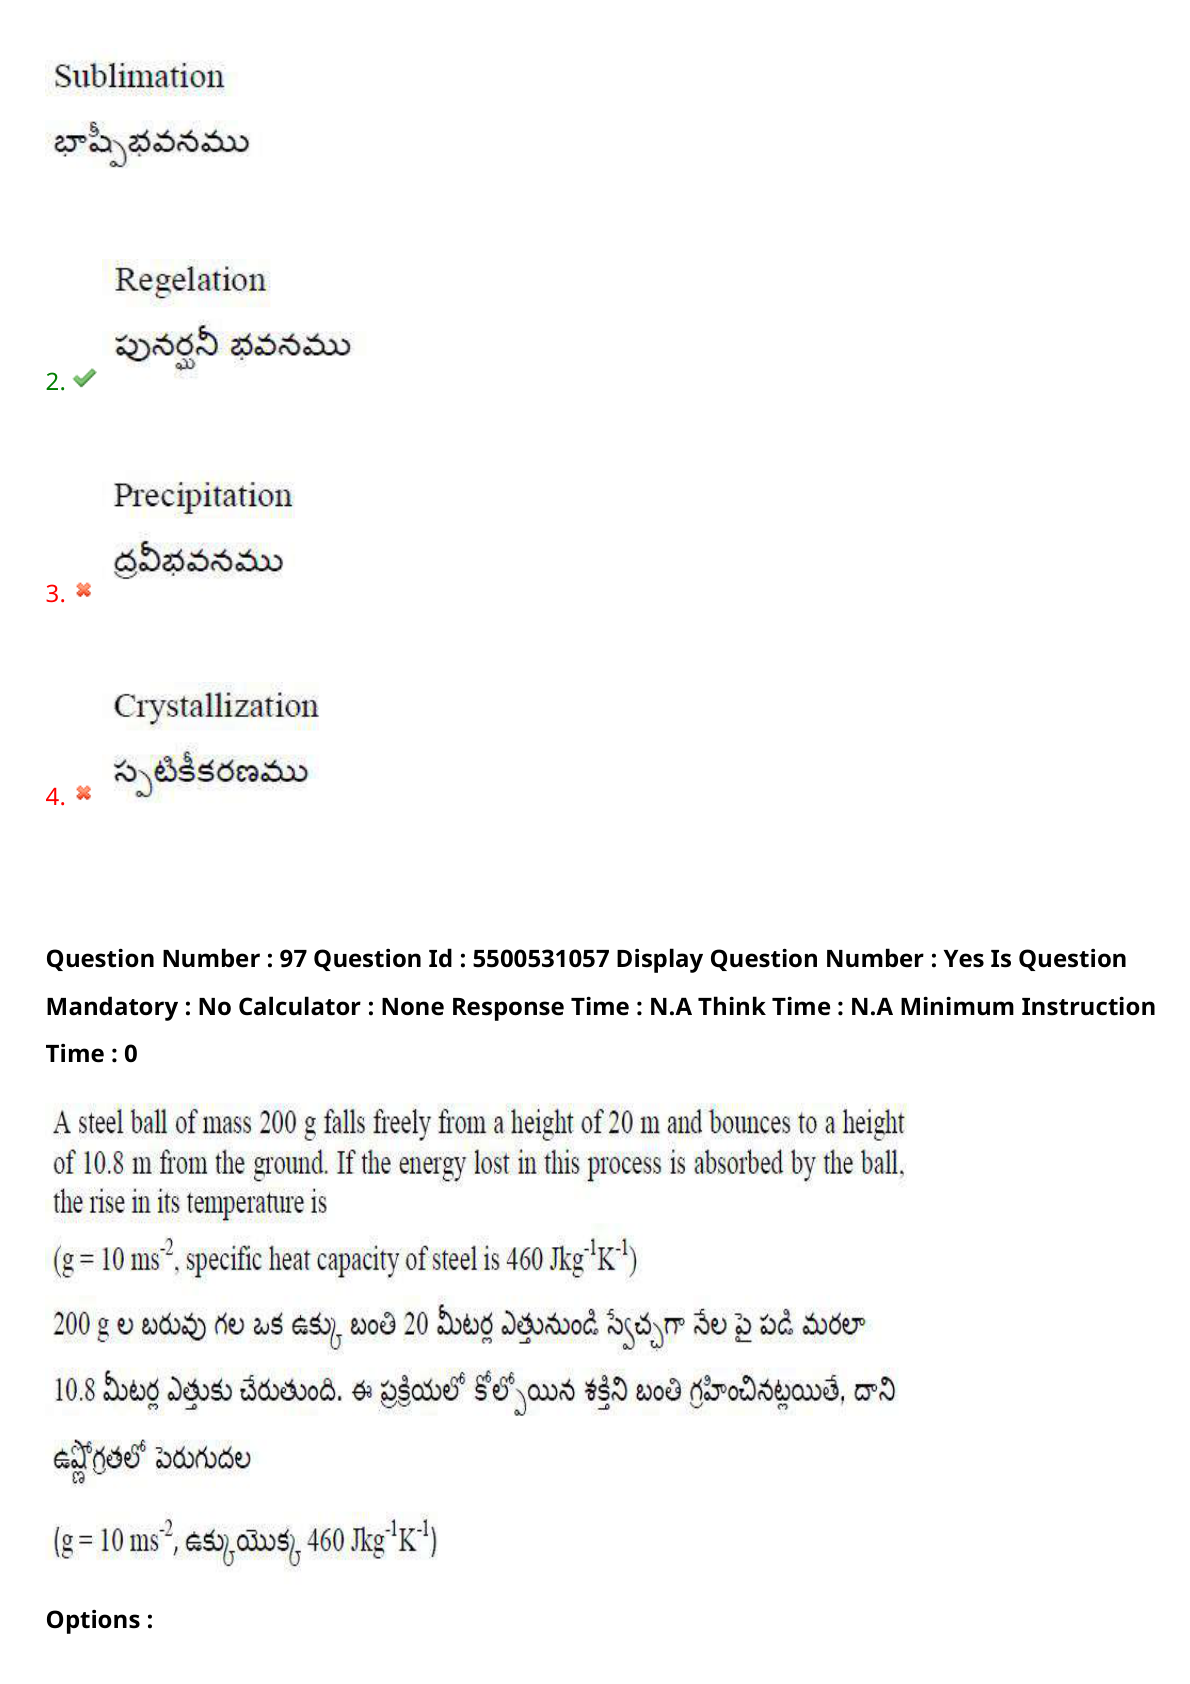 Sublimation
భాష్పీభవనము
Regelation
పునర్ఘనీ భవనము
2.
Precipitation
ద్రవీభవనము
3.
Crystallization
స్పటికీకరణము
4.
Question Number : 97 Question Id : 5500531057 Display Question Number : Yes Is Question
Mandatory : No Calculator : None Response Time : N.A Think Time : N.A Minimum Instruction
Time : 0
A steel ball of mass 200 g falls freely from a height of 20 m and bounces to a height
of 10.8 m from the ground. If the energy lost in this process is absorbed by the ball,
the rise in its temperature is
(g = 10 ms⁻², specific heat capacity of steel is 460 Jkg⁻¹K⁻¹)
200 g ల బరువు గల ఒక ఉక్కు బంతి 20 మీటర్ల ఎత్తునుండి స్వేచ్ఛగా నేల పై పడి మరలా
10.8 మీటర్ల ఎత్తుకు చేరుతుంది. ఈ ప్రక్రియలో కోల్పోయిన శక్తిని బంతి గ్రహించినట్లయితే, దాని
ఉష్ణోగ్రతలో పెరుగుదల
(g = 10 ms⁻², ఉక్కుయొక్క 460 Jkg⁻¹K⁻¹)
Options :